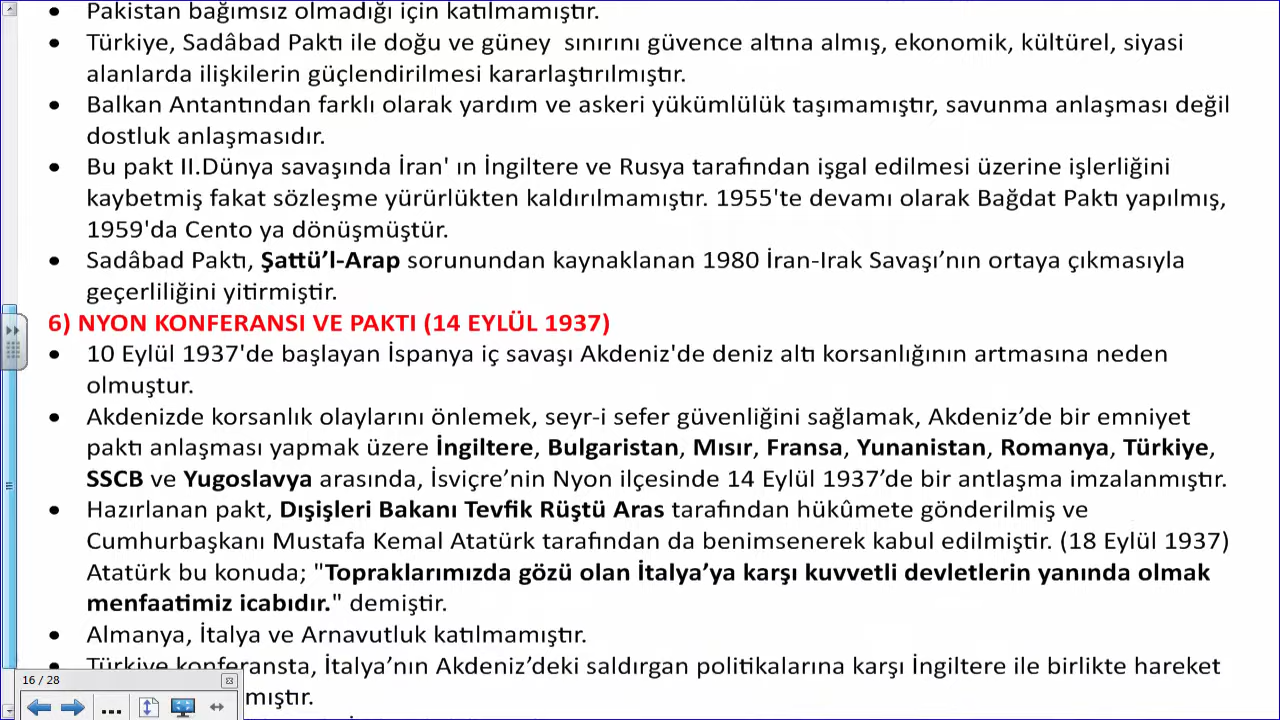 Pakistan bağımsız olmadığı için katılmamıştır.
• Türkiye, Sadâbad Paktı ile doğu ve güney sınırını güvence altına almış, ekonomik, kültürel, siyasi
alanlarda ilişkilerin güçlendirilmesi kararlaştırılmıştır.
• Balkan Antantından farklı olarak yardım ve askeri yükümlülük taşımamıştır, savunma anlaşması değil
dostluk anlaşmasıdır.
• Bu pakt II.Dünya savaşında İran' ın İngiltere ve Rusya tarafından işgal edilmesi üzerine işlerliğini
kaybetmiş fakat sözleşme yürürlükten kaldırılmamıştır. 1955'te devamı olarak Bağdat Paktı yapılmış,
1959'da Cento ya dönüşmüştür.
• Sadâbad Paktı, Şattü’l-Arap sorunundan kaynaklanan 1980 İran-Irak Savaşı’nın ortaya çıkmasıyla
geçerliliğini yitirmiştir.
6) NYON KONFERANSI VE PAKTI (14 EYLÜL 1937)
• 10 Eylül 1937'de başlayan İspanya iç savaşı Akdeniz'de deniz altı korsanlığının artmasına neden
olmuştur.
• Akdenizde korsanlık olaylarını önlemek, seyr-i sefer güvenliğini sağlamak, Akdeniz’de bir emniyet
paktı anlaşması yapmak üzere İngiltere, Bulgaristan, Mısır, Fransa, Yunanistan, Romanya, Türkiye,
SSCB ve Yugoslavya arasında, İsviçre’nin Nyon ilçesinde 14 Eylül 1937’de bir antlaşma imzalanmıştır.
• Hazırlanan pakt, Dışişleri Bakanı Tevfik Rüştü Aras tarafından hükûmete gönderilmiş ve
Cumhurbaşkanı Mustafa Kemal Atatürk tarafından da benimsenerek kabul edilmiştir. (18 Eylül 1937)
Atatürk bu konuda; "Topraklarımızda gözü olan İtalya’ya karşı kuvvetli devletlerin yanında olmak
menfaatimiz icabıdır." demiştir.
• Almanya, İtalya ve Arnavutluk katılmamıştır.
• Türkiye konferansta, İtalya’nın Akdeniz’deki saldırgan politikalarına karşı İngiltere ile birlikte hareket
mıştır.
16 / 28